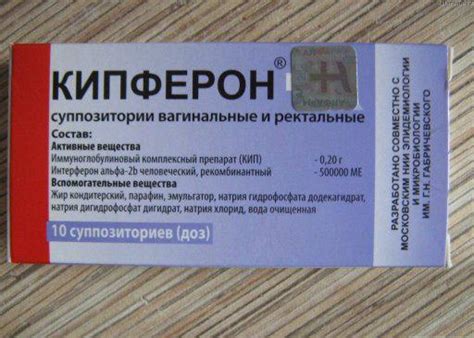 КИПФЕРОН®
суппозитории вагинальные и ректальные
Состав:
Активные вещества
Иммуноглобулиновый комплексный препарат (КИП) - 0,20 г
Интерферон альфа-2b человеческий, рекомбинантный - 500000 МЕ
Вспомогательные вещества
Жир кондитерский, парафин, эмульгатор, натрия гидрофосфата додекагидрат,
натрия дигидрофосфат дигидрат, натрия хлорид, вода очищенная
10 суппозиториев (доз)
РАЗРАБОТАНО СОВМЕСТНО С
МОСКОВСКИМ НИИ ЭПИДЕМИОЛОГИИ
И МИКРОБИОЛОГИИ
ИМ. Г.Н. ГАБРИЧЕВСКОГО